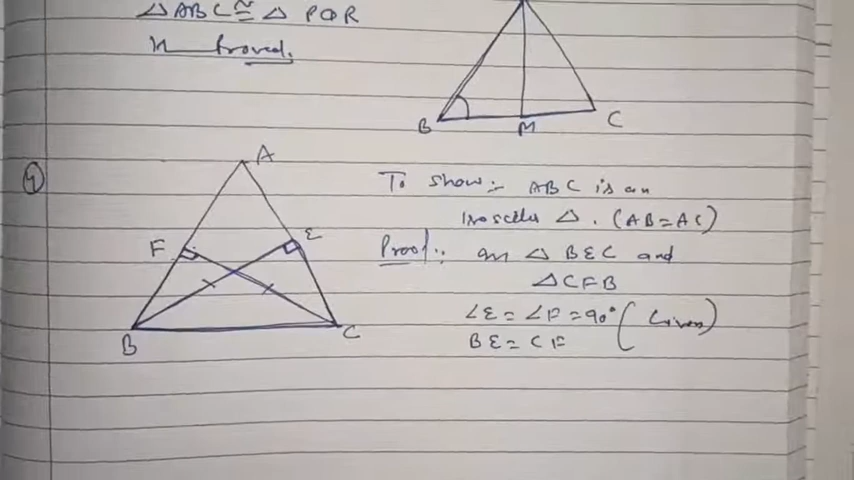 △ABC ≅ △ PQR
H Proved.
B
M
C
4
A
F
E
B
C
To show :- ABC is an
isosceles △. (AB=AC)
Proof :- In △ BEC and
△CFB
∠E = ∠F = 90° (Given)
BE = CF